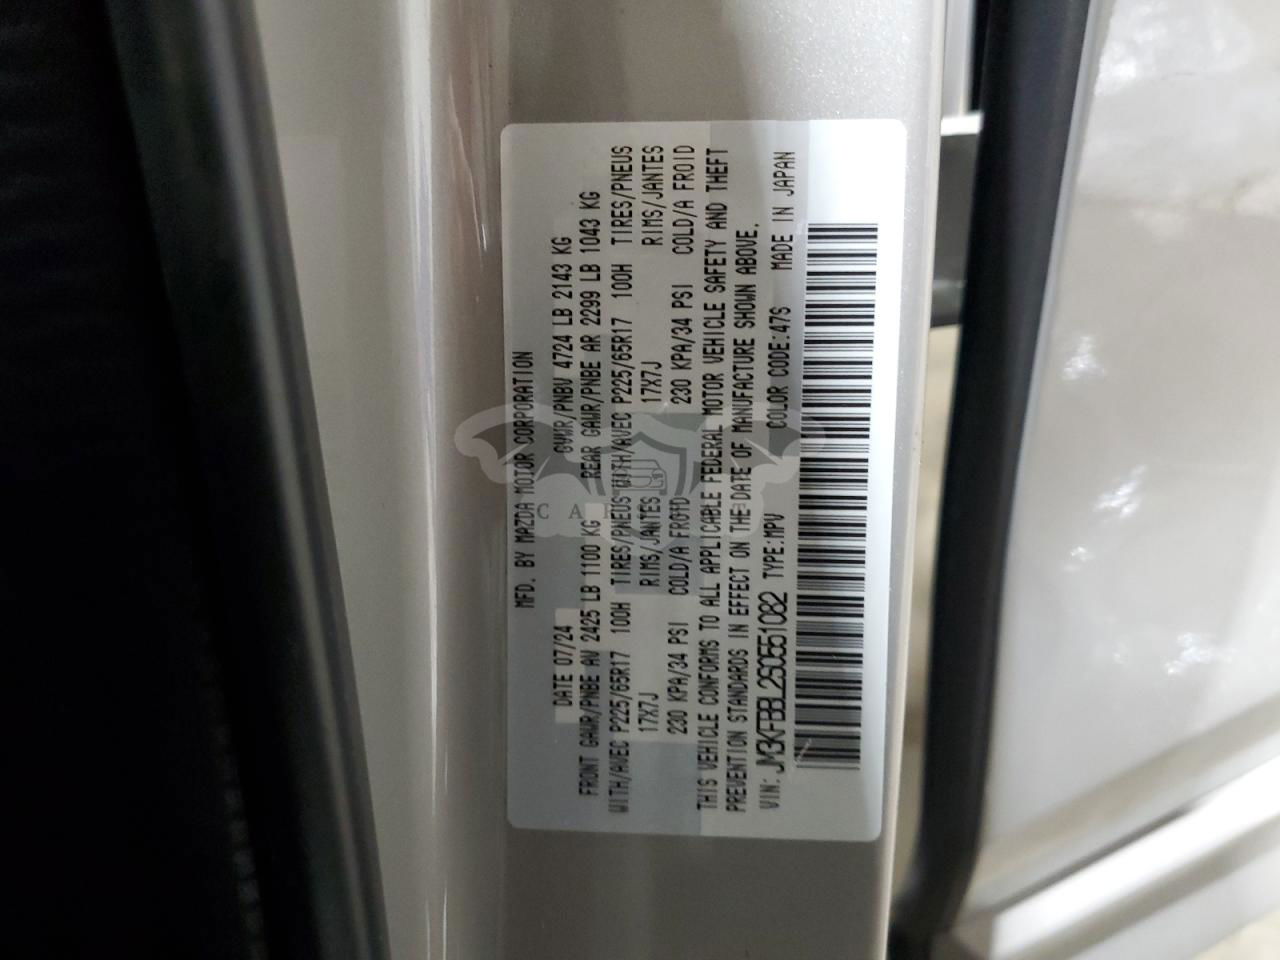 MFD. BY MAZDA MOTOR CORPORATION
DATE 07/24 GVWR/PNBV 4724 LB 2143 KG
FRONT GAWR/PNBE AV 2425 LB 1100 KG REAR GAWR/PNBE AR 2299 LB 1043 KG
WITH/AVEC P225/65R17 100H TIRES/PNEUS WITH/AVEC P225/65R17 100H TIRES/PNEUS
17X7J RIMS/JANTES 17X7J RIMS/JANTES
230 KPA/34 PSI COLD/A FROID 230 KPA/34 PSI COLD/A FROID
THIS VEHICLE CONFORMS TO ALL APPLICABLE FEDERAL MOTOR VEHICLE SAFETY AND THEFT
PREVENTION STANDARDS IN EFFECT ON THE DATE OF MANUFACTURE SHOWN ABOVE.
VIN: JM3KFBBL2S0551082 TYPE:MPV COLOR CODE:47S MADE IN JAPAN